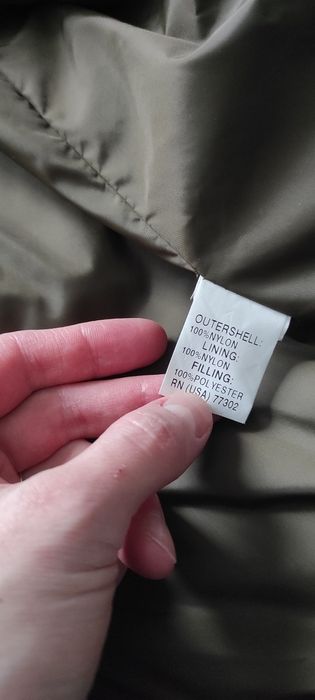 OUTERSHELL:
100%NYLON
LINING:
100%NYLON
FILLING:
100%POLYESTER
RN (USA) 77302